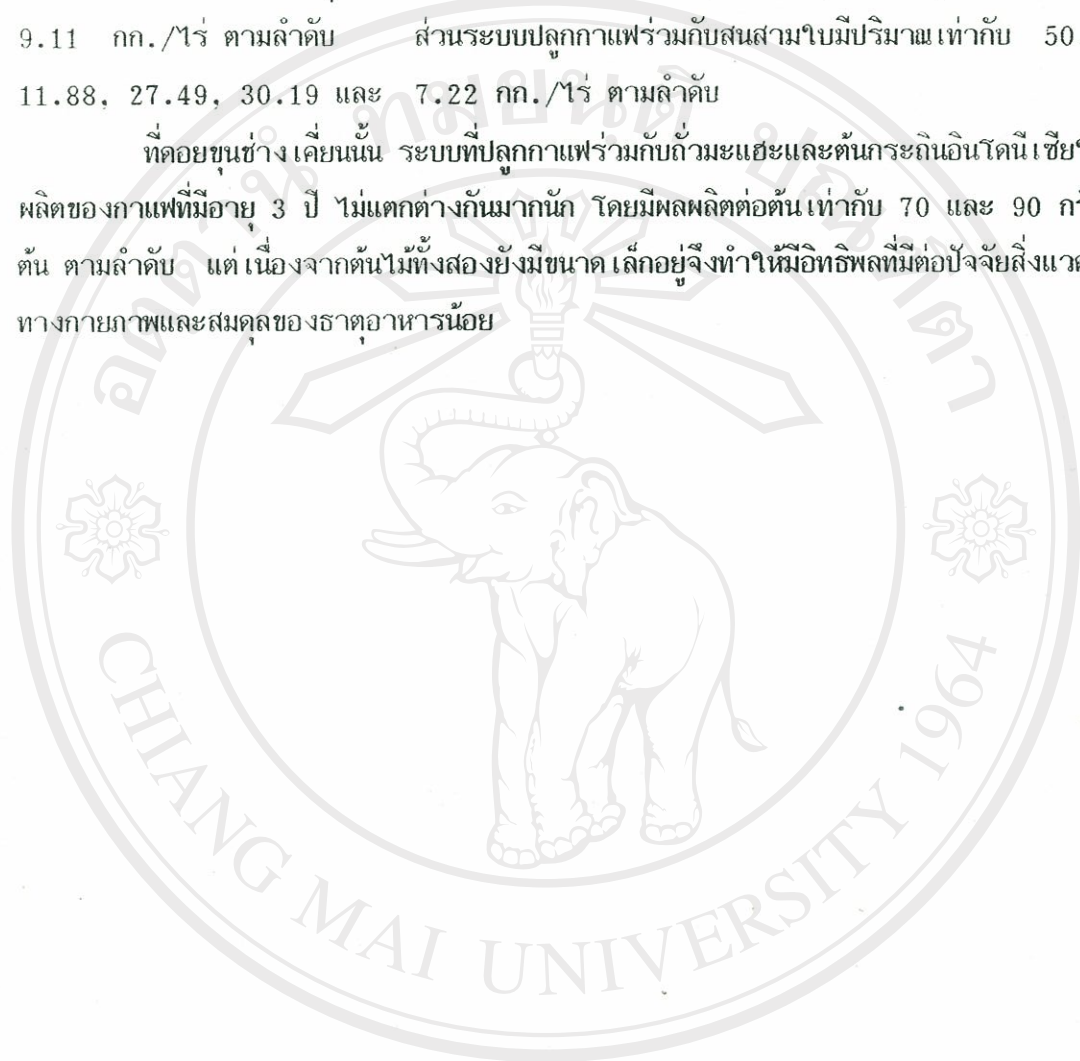 9.11 กก./ไร่ ตามลำดับ ส่วนระบบปลูกกาแฟร่วมกับสนสามใบมีปริมาณเท่ากับ 50
11.88, 27.49, 30.19 และ 7.22 กก./ไร่ ตามลำดับ
ที่ดอยขุนช่างเคี่ยนนั้น ระบบที่ปลูกกาแฟร่วมกับถั่วมะแฮะและต้นกระถินอินโดนีเซีย
ผลิตของกาแฟที่มีอายุ 3 ปี ไม่แตกต่างกันมากนัก โดยมีผลผลิตต่อต้นเท่ากับ 70 และ 90
ต้น ตามลำดับ แต่เนื่องจากต้นไม้ทั้งสองยังมีขนาดเล็กอยู่จึงทำให้มีอิทธิพลที่มีต่อปัจจัย
ทางกายภาพและสมดุลของธาตุอาหารน้อย
CHIANG MAI UNIVERSITY 1964